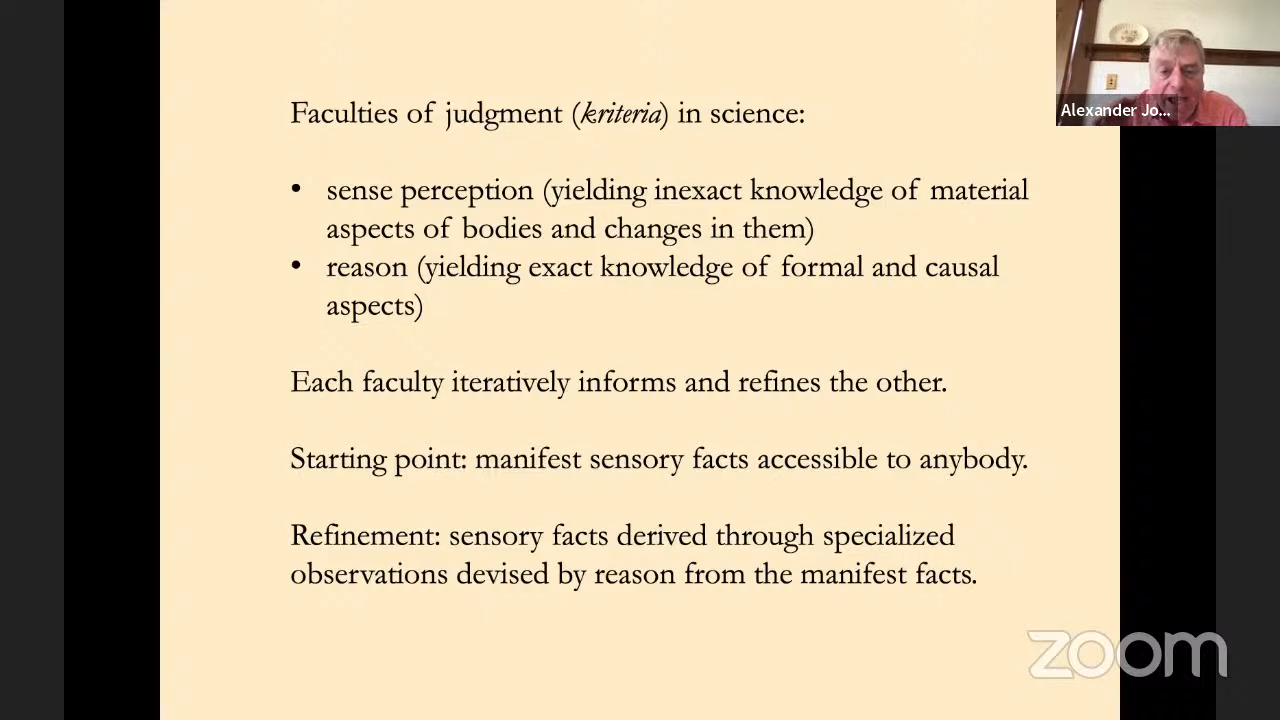 Faculties of judgment (kriteria) in science:
• sense perception (yielding inexact knowledge of material
aspects of bodies and changes in them)
• reason (yielding exact knowledge of formal and causal
aspects)
Each faculty iteratively informs and refines the other.
Starting point: manifest sensory facts accessible to anybody.
Refinement: sensory facts derived through specialized
observations devised by reason from the manifest facts.
Alexander Jo...
zoom